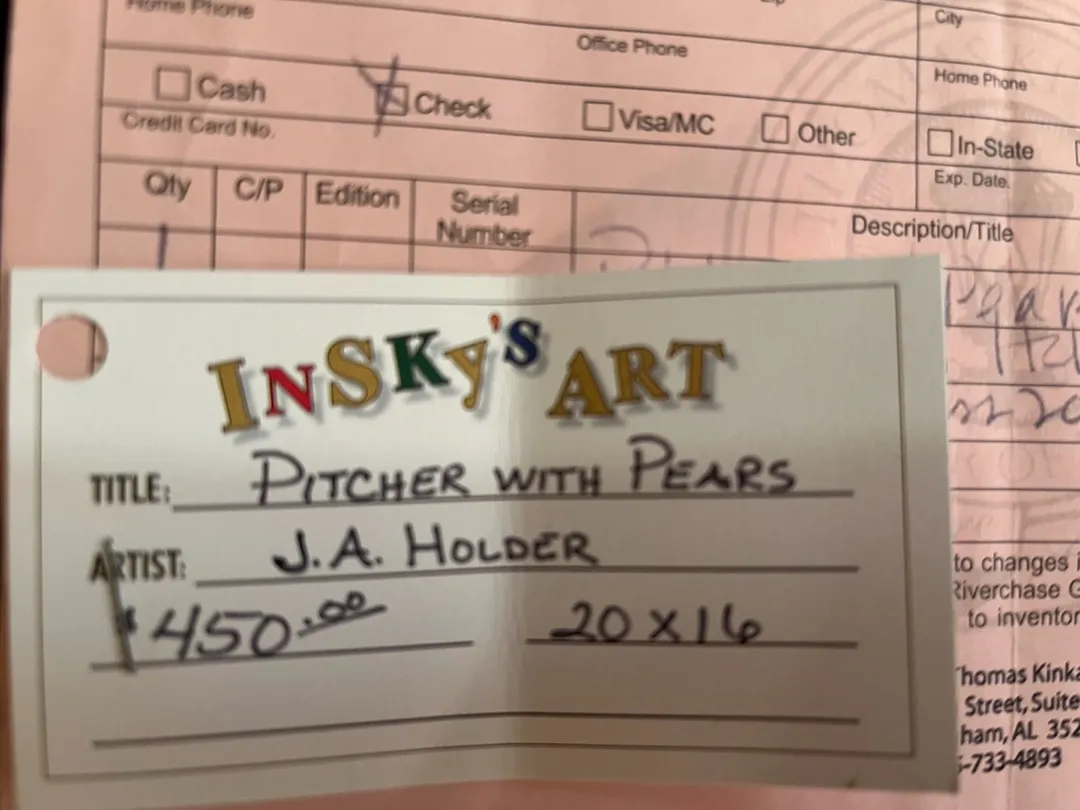 Home Phone
Office Phone
City
Home Phone
Cash
Check
Visa/MC
Other
In-State
Credit Card No.
Exp. Date
Qty
C/P
Edition
Serial
Number
Description/Title
1
INSKY'S ART
TITLE: PITCHER WITH PEARS
ARTIST: J.A. HOLDER
$450.00
20 x 16
to changes
Riverchase G
to inventor
Thomas Kinka
Street, Suite
ham, AL 352
-733-4893